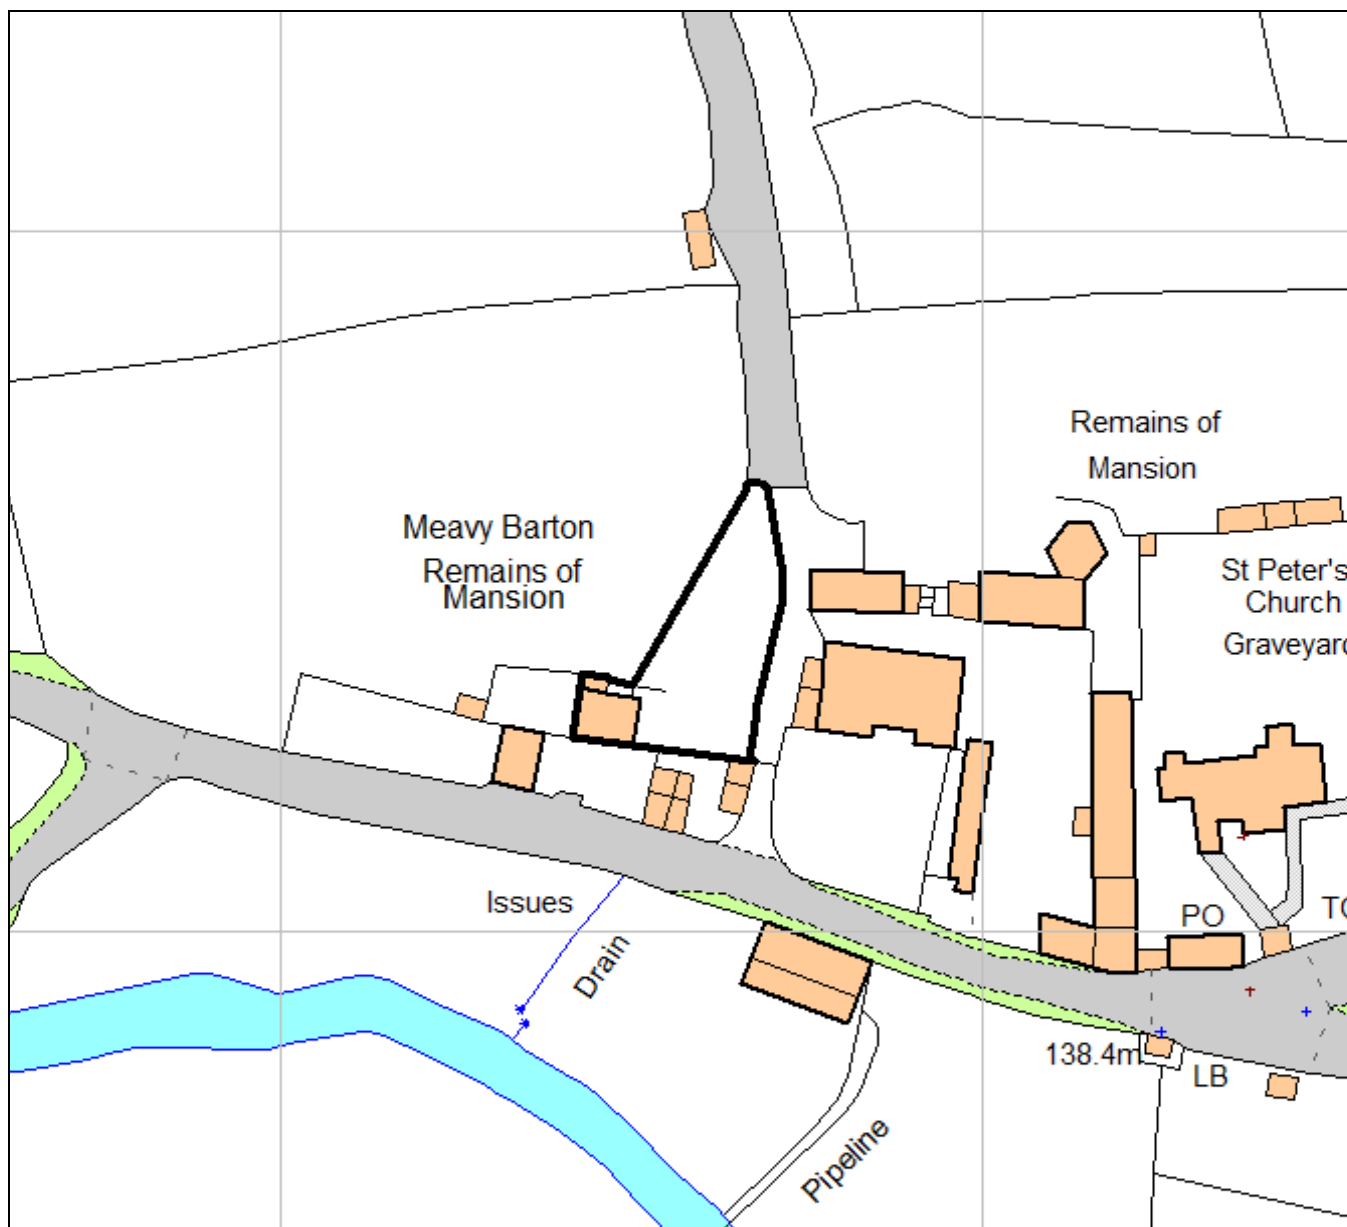 Remains of
Mansion
Meavy Barton
Remains of
Mansion
St Peter's
Church
Graveyard
Issues
Drain
PO
TC
138.4m
LB
Pipeline